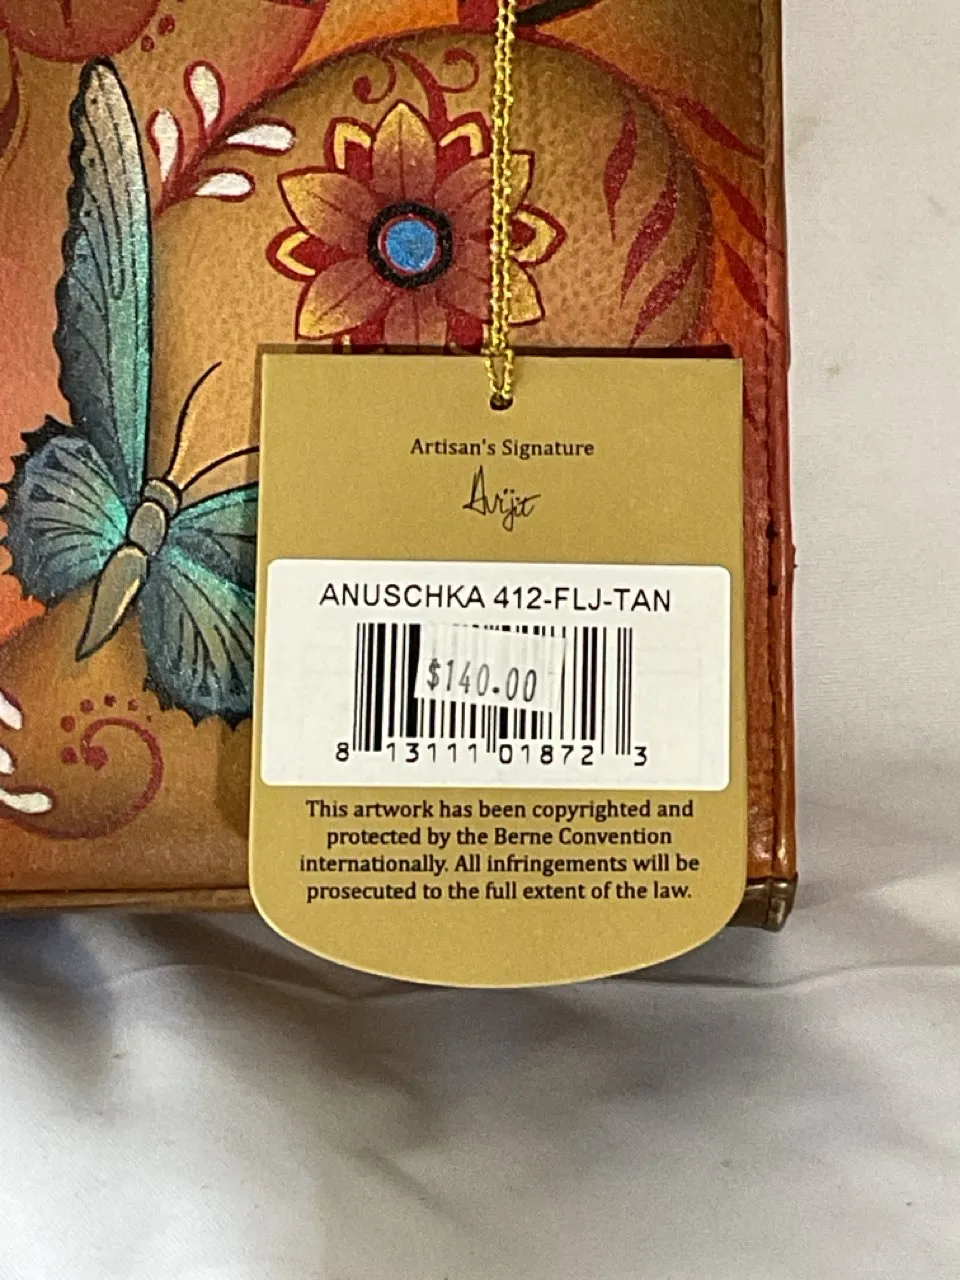 Artisan's Signature
Avijit
ANUSCHKA 412-FLJ-TAN
$140.00
8 13111 01872 3
This artwork has been copyrighted and
protected by the Berne Convention
internationally. All infringements will be
prosecuted to the full extent of the law.